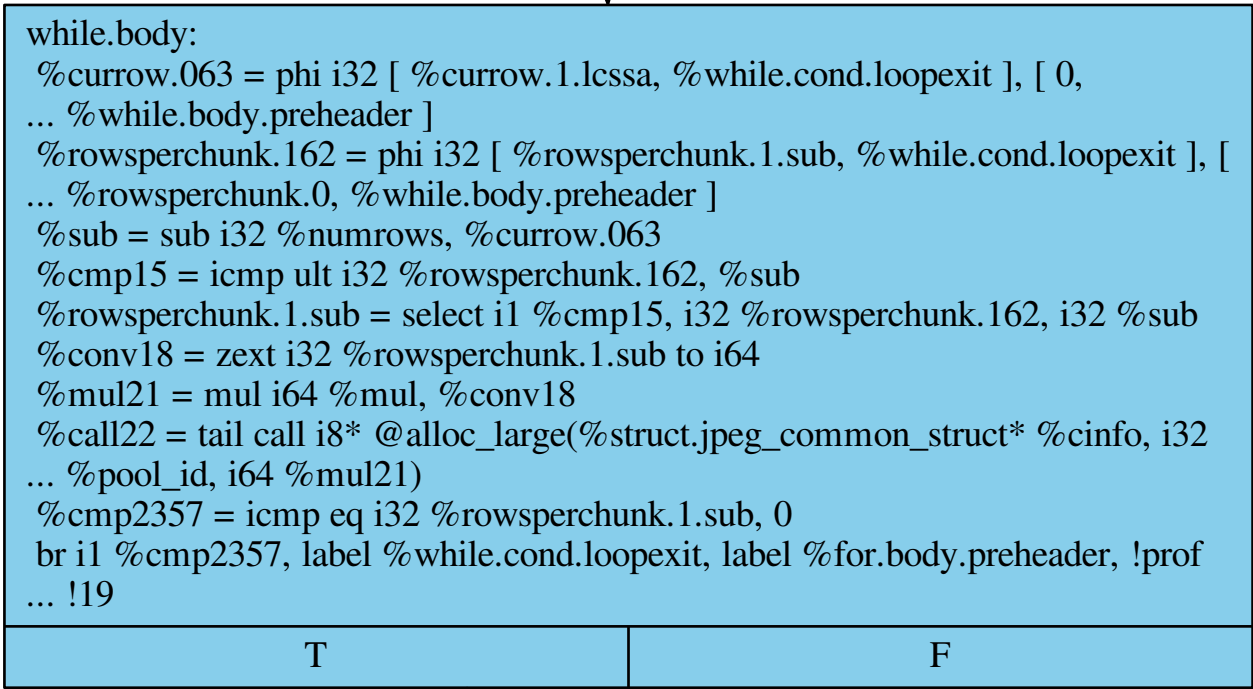 while.body:
%currow.063 = phi i32 [ %currow.1.lcssa, %while.cond.loopexit ], [ 0,
... %while.body.preheader ]
%rowsperchunk.162 = phi i32 [ %rowsperchunk.1.sub, %while.cond.loopexit ], [
... %rowsperchunk.0, %while.body.preheader ]
%sub = sub i32 %numrows, %currow.063
%cmp15 = icmp ult i32 %rowsperchunk.162, %sub
%rowsperchunk.1.sub = select i1 %cmp15, i32 %rowsperchunk.162, i32 %sub
%conv18 = zext i32 %rowsperchunk.1.sub to i64
%mul21 = mul i64 %mul, %conv18
%call22 = tail call i8* @alloc_large(%struct.jpeg_common_struct* %cinfo, i32
... %pool_id, i64 %mul21)
%cmp2357 = icmp eq i32 %rowsperchunk.1.sub, 0
br i1 %cmp2357, label %while.cond.loopexit, label %for.body.preheader, !prof
... !19
T F